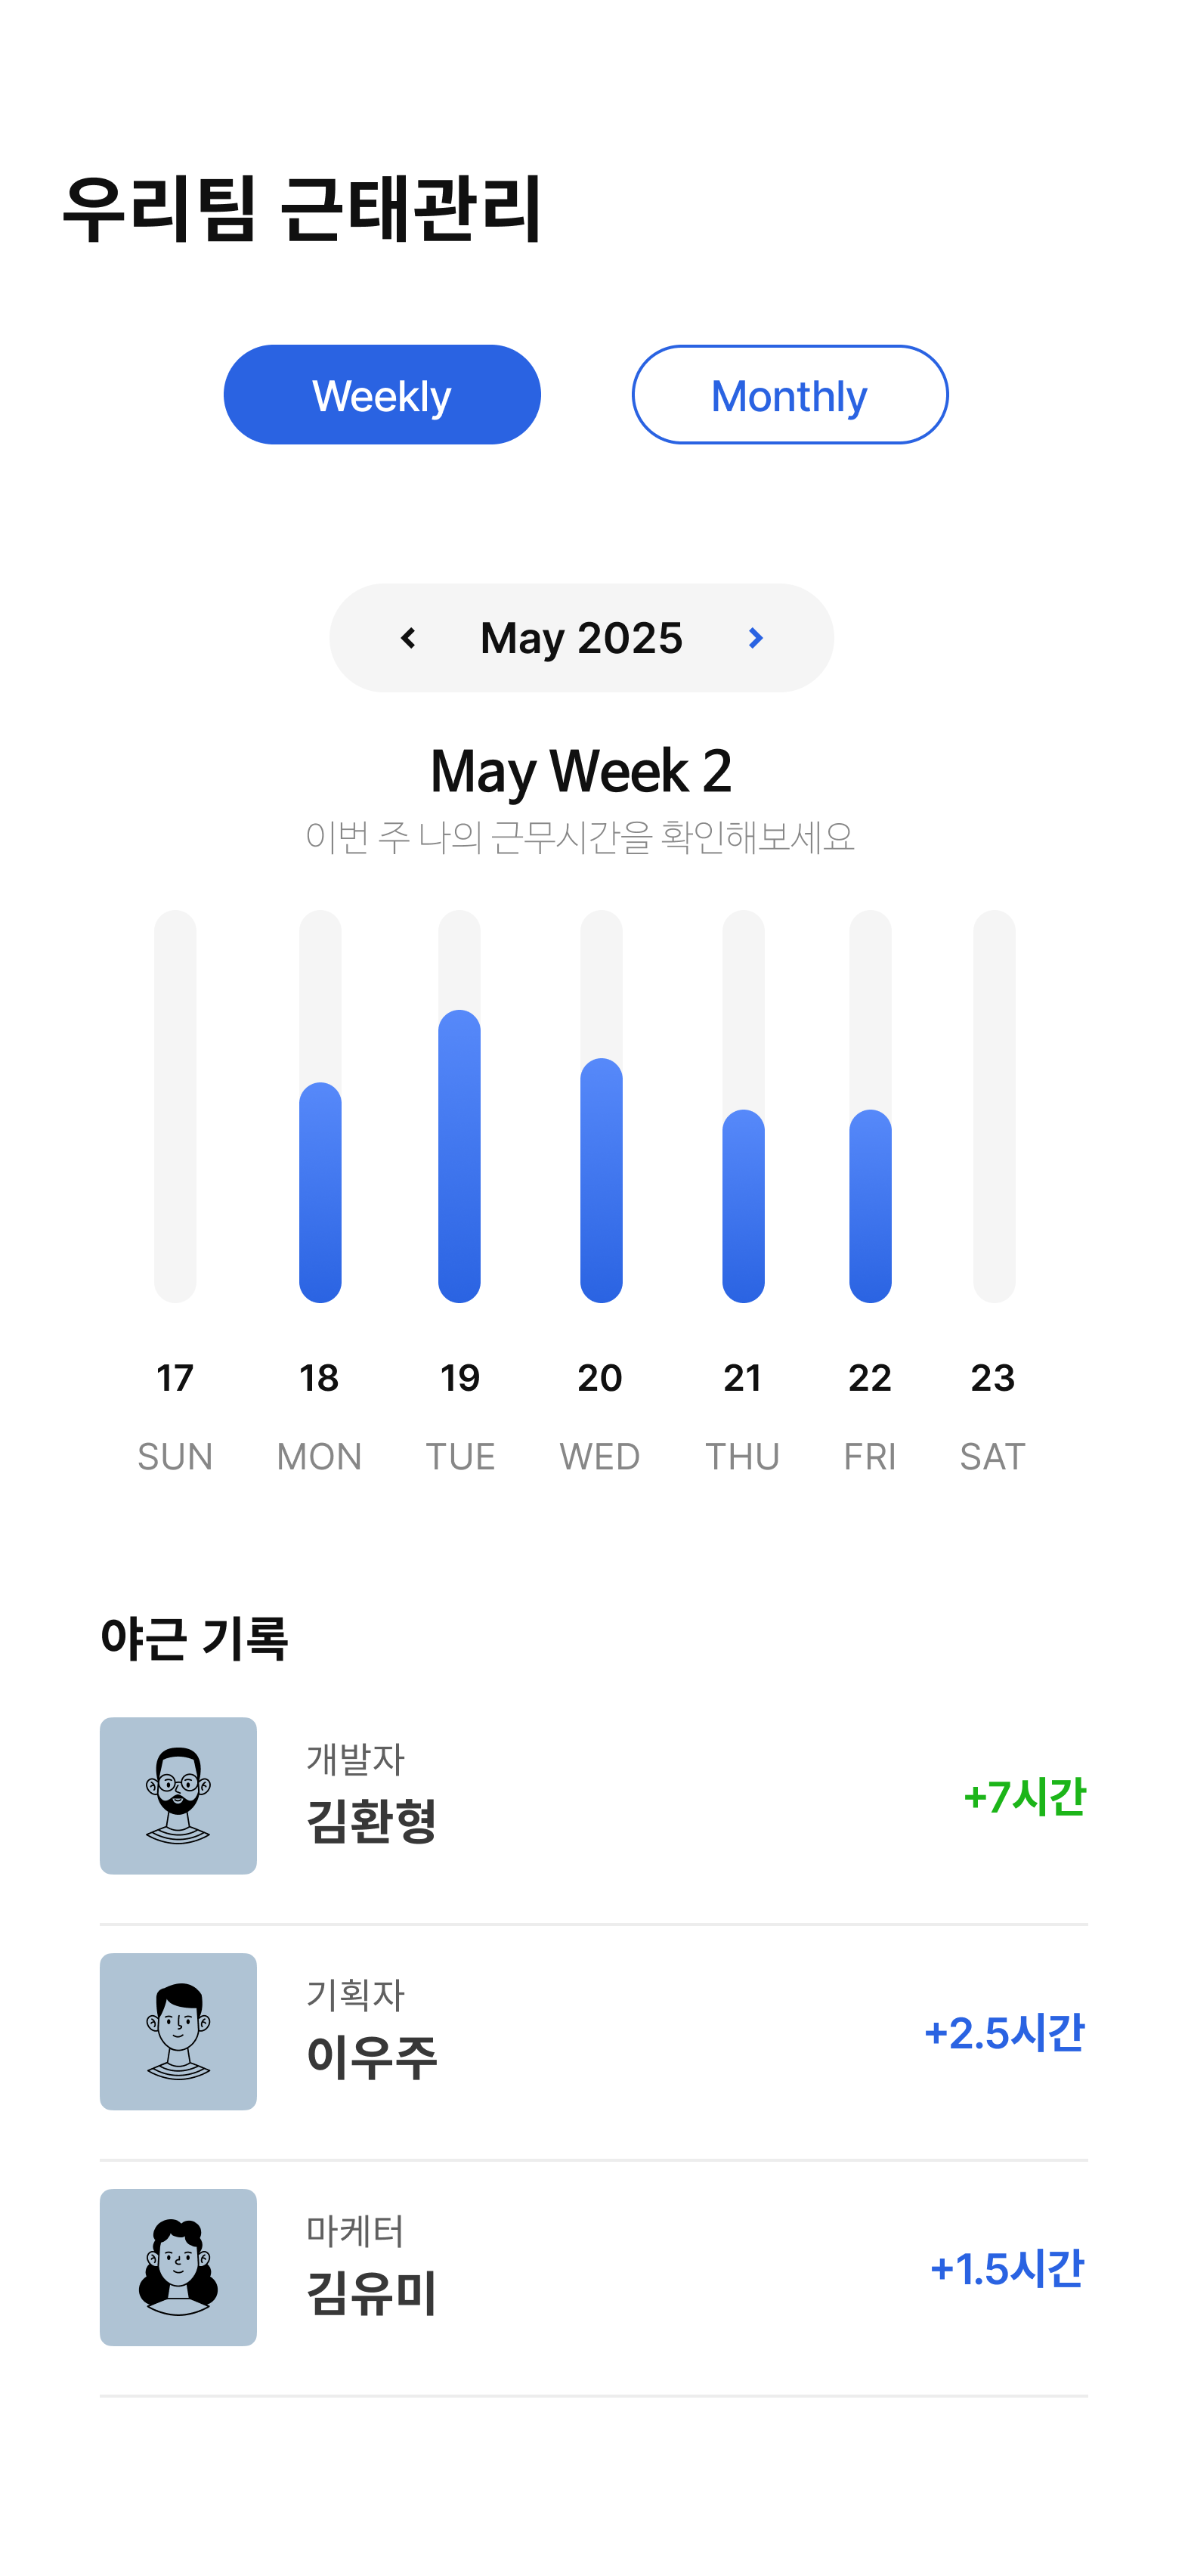 우리팀 근태관리
Weekly Monthly
May 2025
May Week 2
이번 주 나의 근무시간을 확인해보세요
17 18 19 20 21 22 23
SUN MON TUE WED THU FRI SAT
야근 기록
개발자
김환형
+7시간
기획자
이우주
+2.5시간
마케터
김유미
+1.5시간